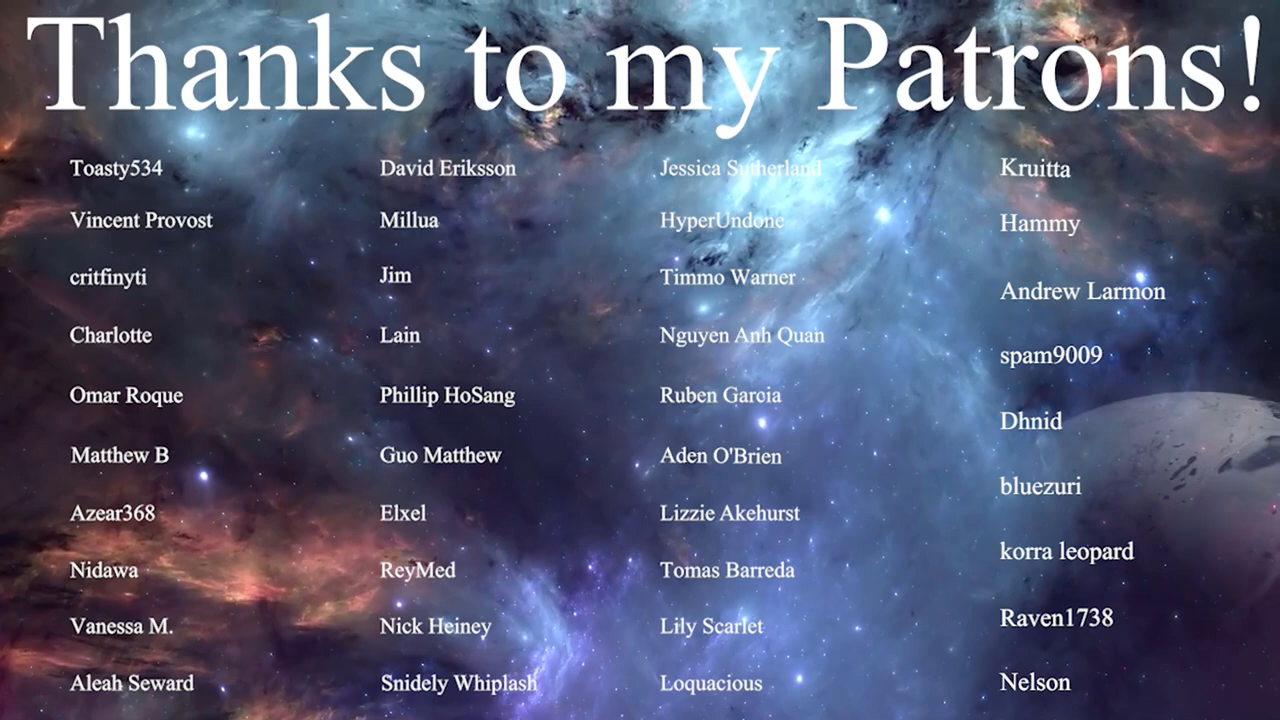 Thanks to my Patrons!
Toasty534
Vincent Provost
critfinyti
Charlotte
Omar Roque
Matthew B
Azear368
Nidawa
Vanessa M.
Aleah Seward
David Eriksson
Millua
Jim
Lain
Phillip HoSang
Guo Matthew
Elxel
ReyMed
Nick Heiney
Snidely Whiplash
Jessica Sutherland
HyperUndone
Timmo Warner
Nguyen Anh Quan
Ruben Garcia
Aden O'Brien
Lizzie Akehurst
Tomas Barreda
Lily Scarlet
Loquacious
Kruitta
Hammy
Andrew Larmon
spam9009
Dhnid
bluezuri
korra leopard
Raven1738
Nelson